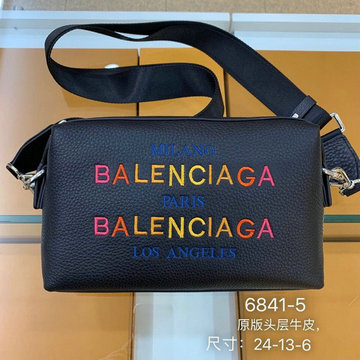 MILANO
BALENCIAGA
PARIS
BALENCIAGA
LOS ANGELES
6841-5
原版头层牛皮,
尺寸: 24-13-6